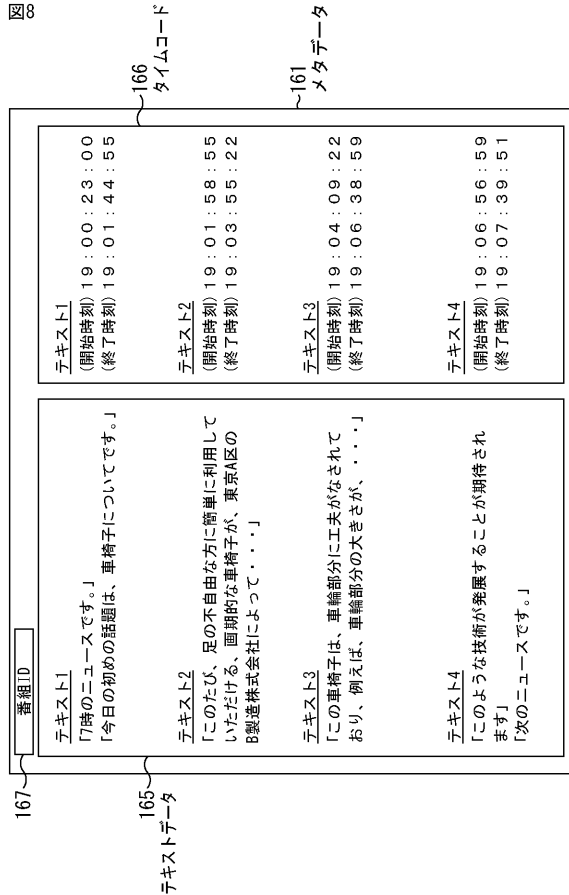 図8
167
番組ID
165
テキストデータ
テキスト1
「7時のニュースです。」
「今日の初めの話題は、車椅子についてです。」
テキスト2
「このたび、足の不自由な方に簡単に利用して
いただける、画期的な車椅子が、東京A区の
B製造株式会社によって・・・」
テキスト3
「この車椅子は、車輪部分に工夫がなされて
おり、例えば、車輪部分の大きさが、・・・」
テキスト4
「このような技術が発展することが期待され
ます」
「次のニュースです。」
テキスト1
(開始時刻) 19:00:23:00
(終了時刻) 19:01:44:55
テキスト2
(開始時刻) 19:01:58:55
(終了時刻) 19:03:55:22
テキスト3
(開始時刻) 19:04:09:22
(終了時刻) 19:06:38:59
テキスト4
(開始時刻) 19:06:56:59
(終了時刻) 19:07:39:51
166
タイムコード
161
メタデータ